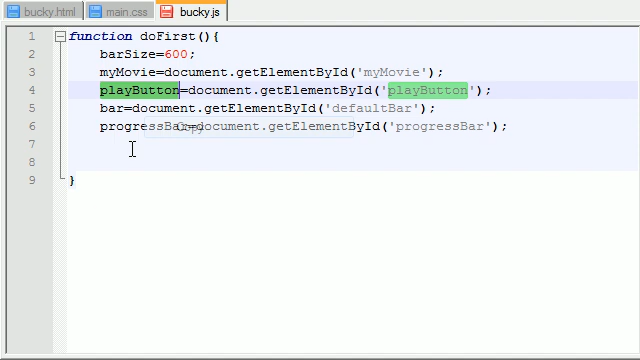 bucky.html main.css bucky.js
1 function doFirst(){
2 barSize=600;
3 myMovie=document.getElementById('myMovie');
4 playButton=document.getElementById('playButton');
5 bar=document.getElementById('defaultBar');
6 progressBar=document.getElementById('progressBar');
Copy
7
8
9 }